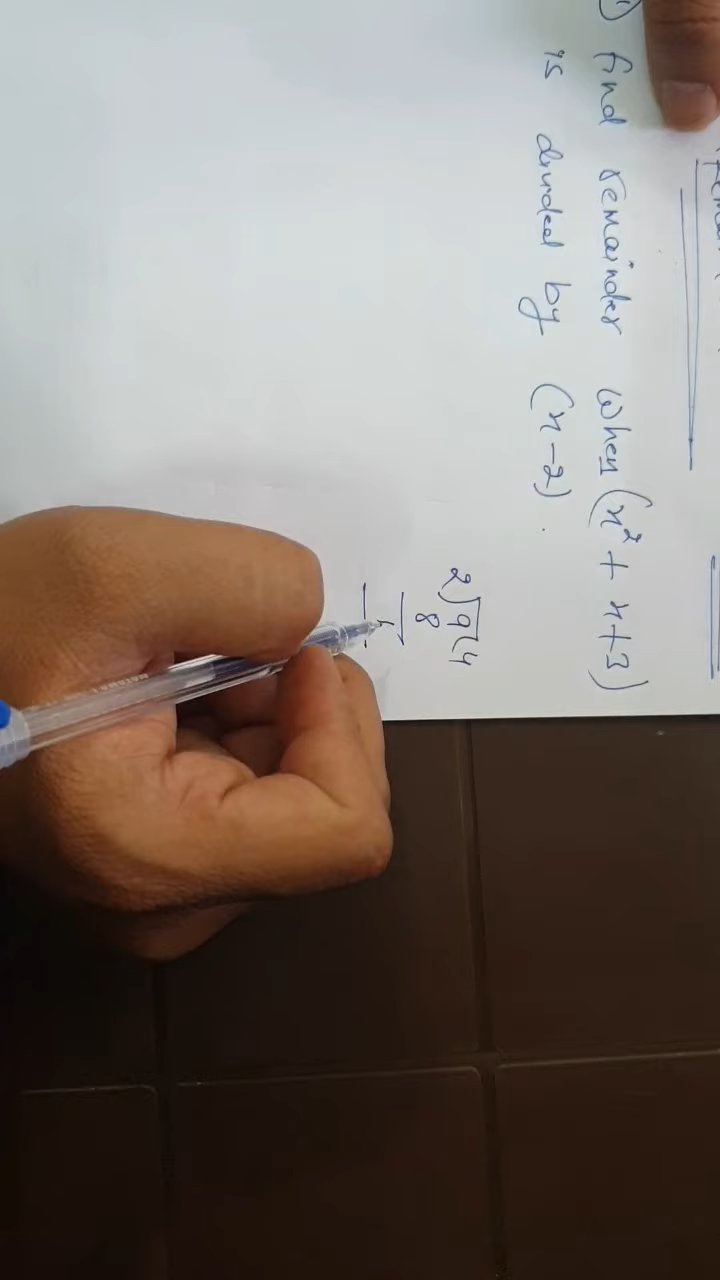 find remainder when (x² + x + 3)
is divided by (x - 2).
2)9(4
8
1